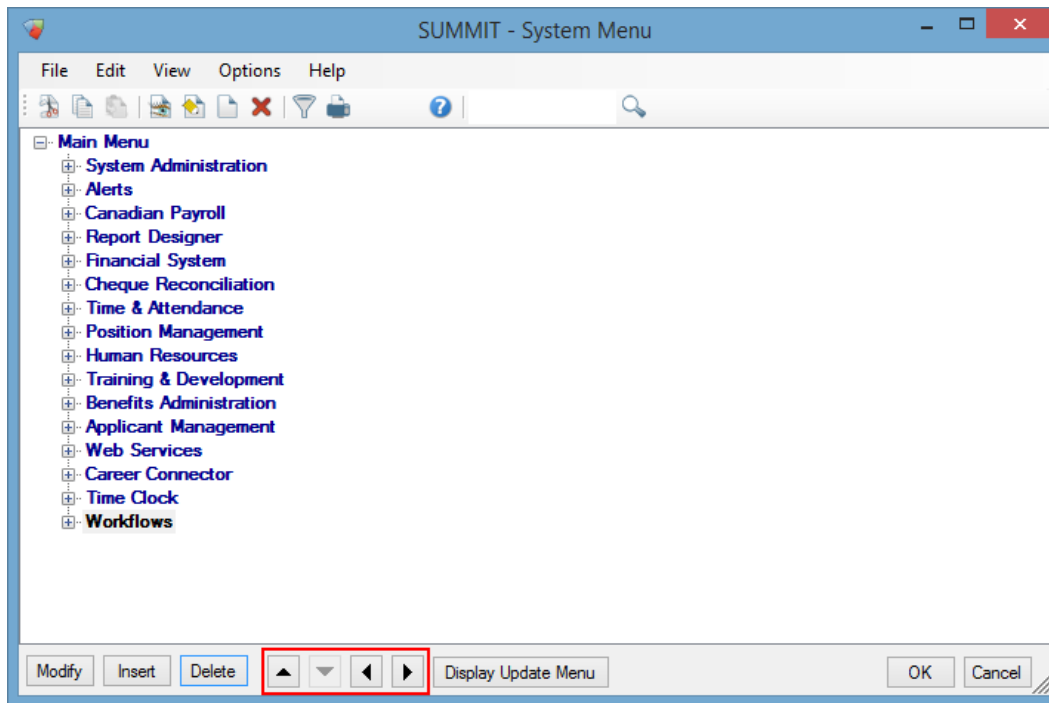 SUMMIT - System Menu
File Edit View Options Help
Main Menu
System Administration
Alerts
Canadian Payroll
Report Designer
Financial System
Cheque Reconciliation
Time & Attendance
Position Management
Human Resources
Training & Development
Benefits Administration
Applicant Management
Web Services
Career Connector
Time Clock
Workflows
Modify Insert Delete Display Update Menu OK Cancel